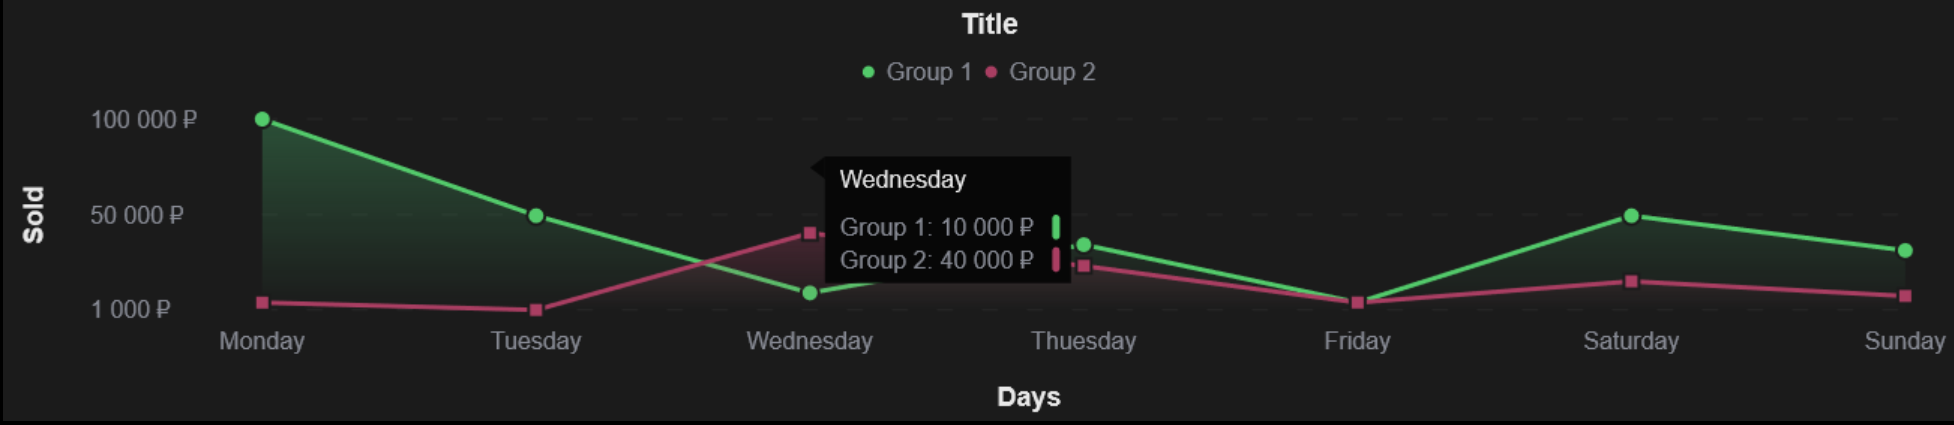 Title
Group 1 Group 2
100 000 ₽
50 000 ₽
1 000 ₽
Sold
Wednesday
Group 1: 10 000 ₽
Group 2: 40 000 ₽
Monday Tuesday Wednesday Thuesday Friday Saturday Sunday
Days